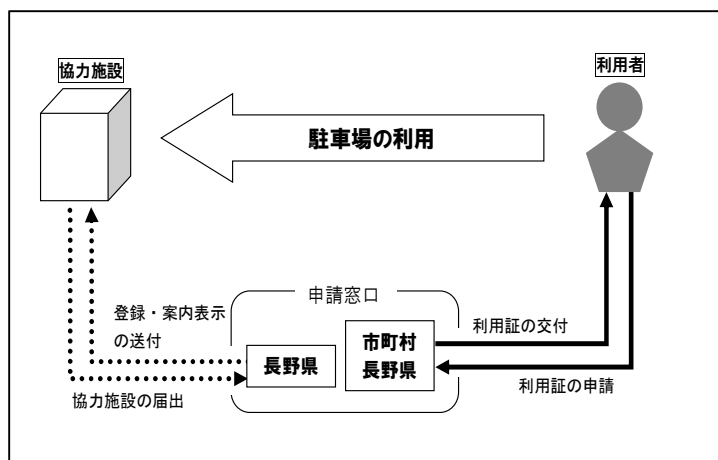 協力施設
利用者
駐車場の利用
申請窓口
登録・案内表示
の送付
長野県
市町村
長野県
利用証の交付
利用証の申請
協力施設の届出